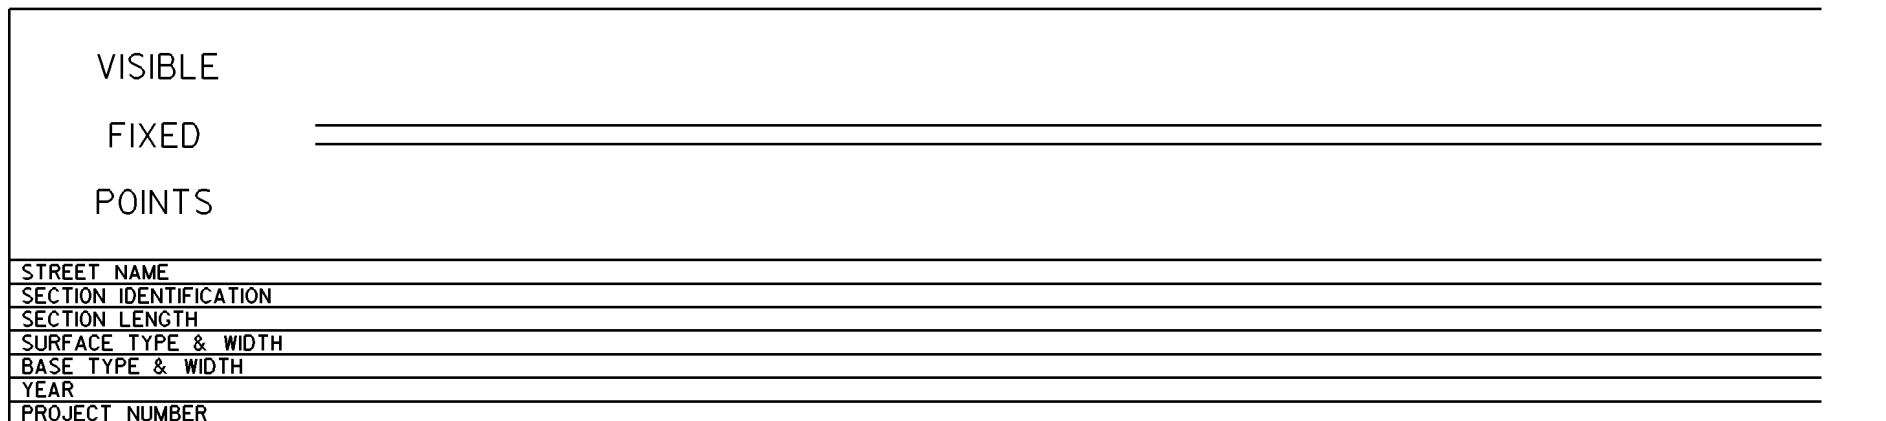 VISIBLE
FIXED
POINTS
STREET NAME
SECTION IDENTIFICATION
SECTION LENGTH
SURFACE TYPE & WIDTH
BASE TYPE & WIDTH
YEAR
PROJECT NUMBER